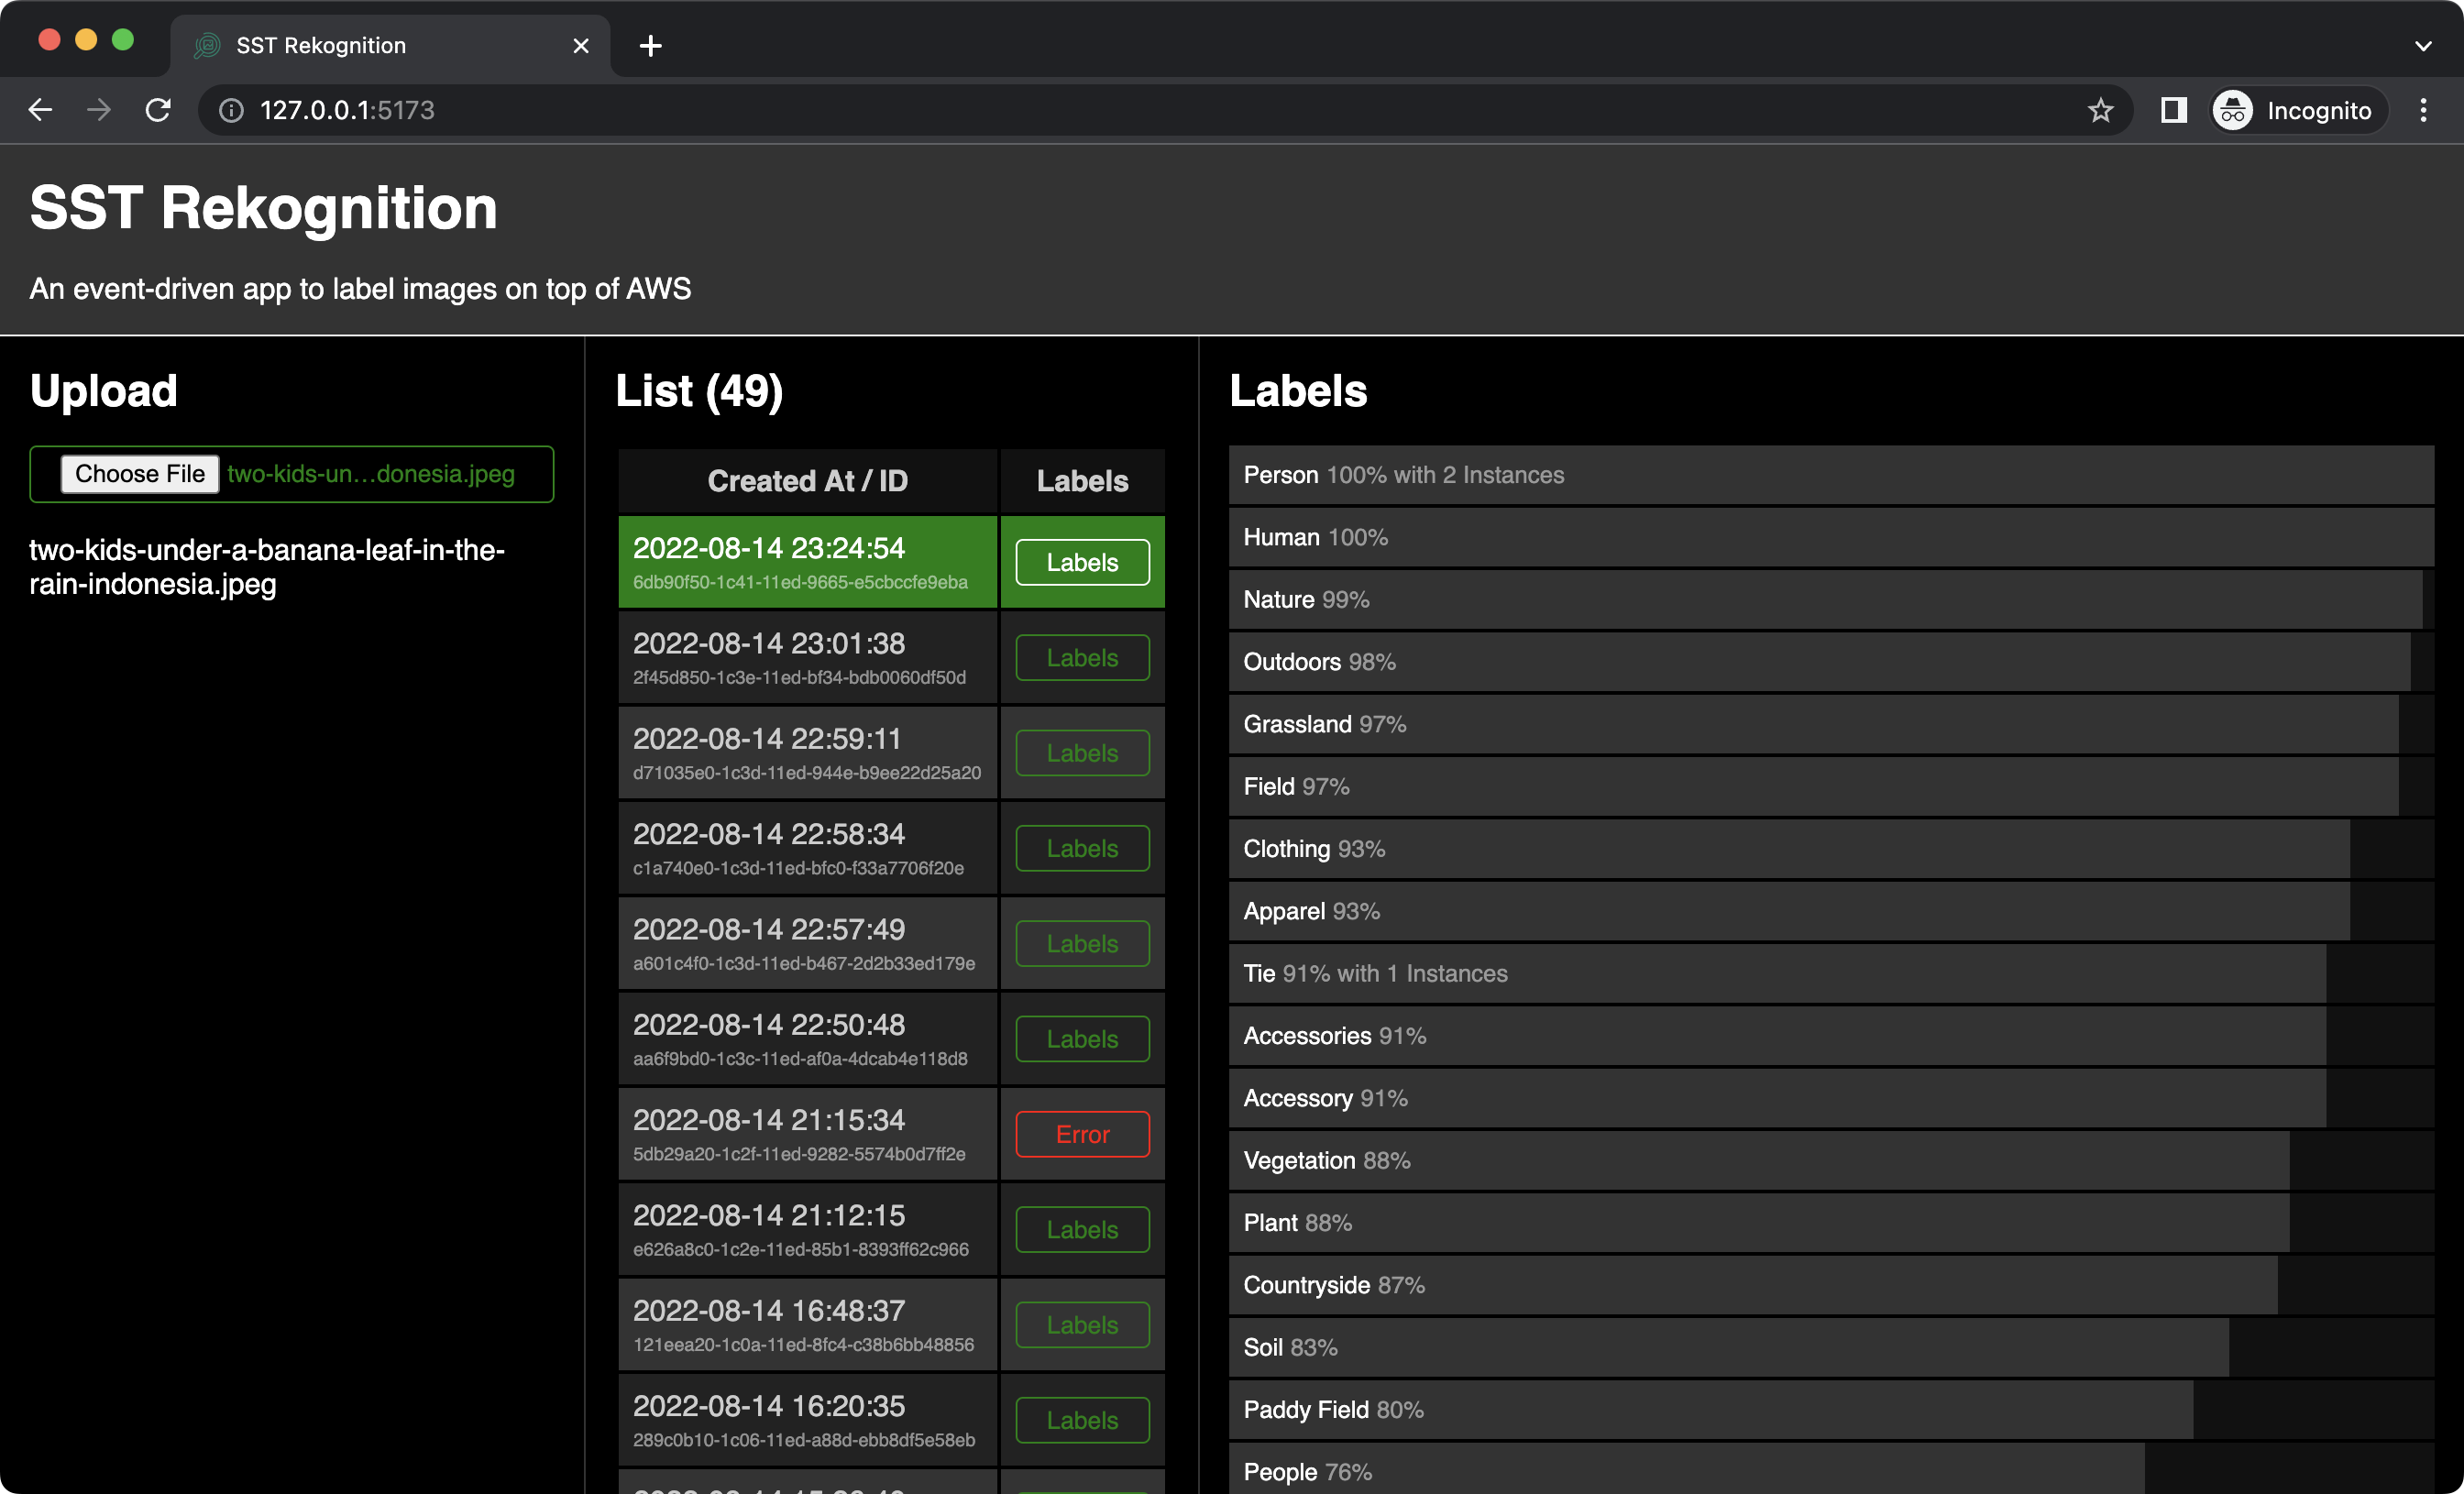 SST Rekognition
127.0.0.1:5173
Incognito
SST Rekognition
An event-driven app to label images on top of AWS
Upload
Choose File two-kids-un...donesia.jpeg
two-kids-under-a-banana-leaf-in-the-
rain-indonesia.jpeg
List (49)
Created At / ID Labels
2022-08-14 23:24:54
6db90f50-1c41-11ed-9665-e5cbccfe9eba
Labels
2022-08-14 23:01:38
2f45d850-1c3e-11ed-bf34-bdb0060df50d
Labels
2022-08-14 22:59:11
d71035e0-1c3d-11ed-944e-b9ee22d25a20
Labels
2022-08-14 22:58:34
c1a740e0-1c3d-11ed-bfc0-f33a7706f20e
Labels
2022-08-14 22:57:49
a601c4f0-1c3d-11ed-b467-2d2b33ed179e
Labels
2022-08-14 22:50:48
aa6f9bd0-1c3c-11ed-af0a-4dcab4e118d8
Labels
2022-08-14 21:15:34
5db29a20-1c2f-11ed-9282-5574b0d7ff2e
Error
2022-08-14 21:12:15
e626a8c0-1c2e-11ed-85b1-8393ff62c966
Labels
2022-08-14 16:48:37
121eea20-1c0a-11ed-8fc4-c38b6bb48856
Labels
2022-08-14 16:20:35
289c0b10-1c06-11ed-a88d-ebb8df5e58eb
Labels
Labels
Person 100% with 2 Instances
Human 100%
Nature 99%
Outdoors 98%
Grassland 97%
Field 97%
Clothing 93%
Apparel 93%
Tie 91% with 1 Instances
Accessories 91%
Accessory 91%
Vegetation 88%
Plant 88%
Countryside 87%
Soil 83%
Paddy Field 80%
People 76%